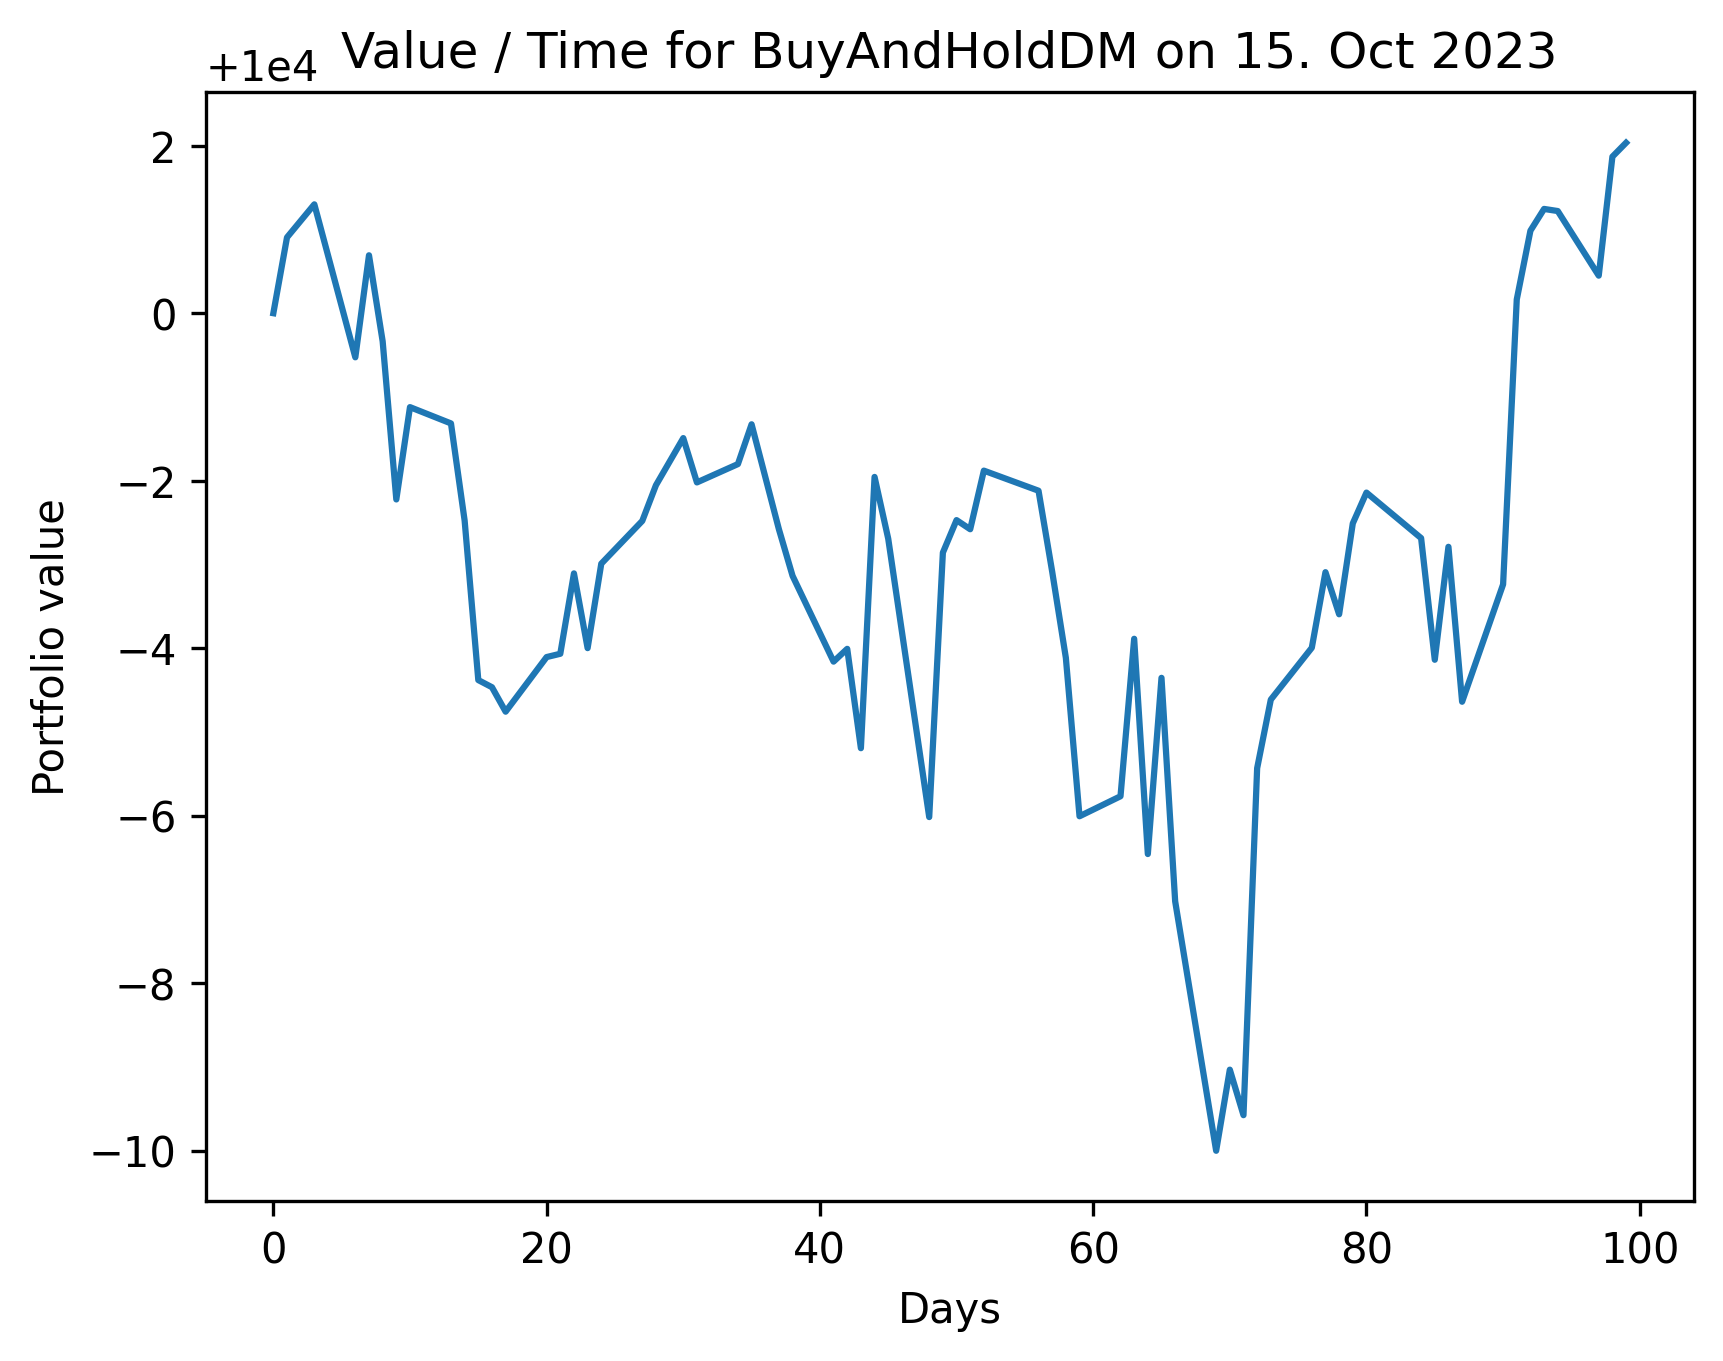 Value / Time for BuyAndHoldDM on 15. Oct 2023
+1e4
2
0
−2
−4
−6
−8
−10
Portfolio value
0 20 40 60 80 100
Days